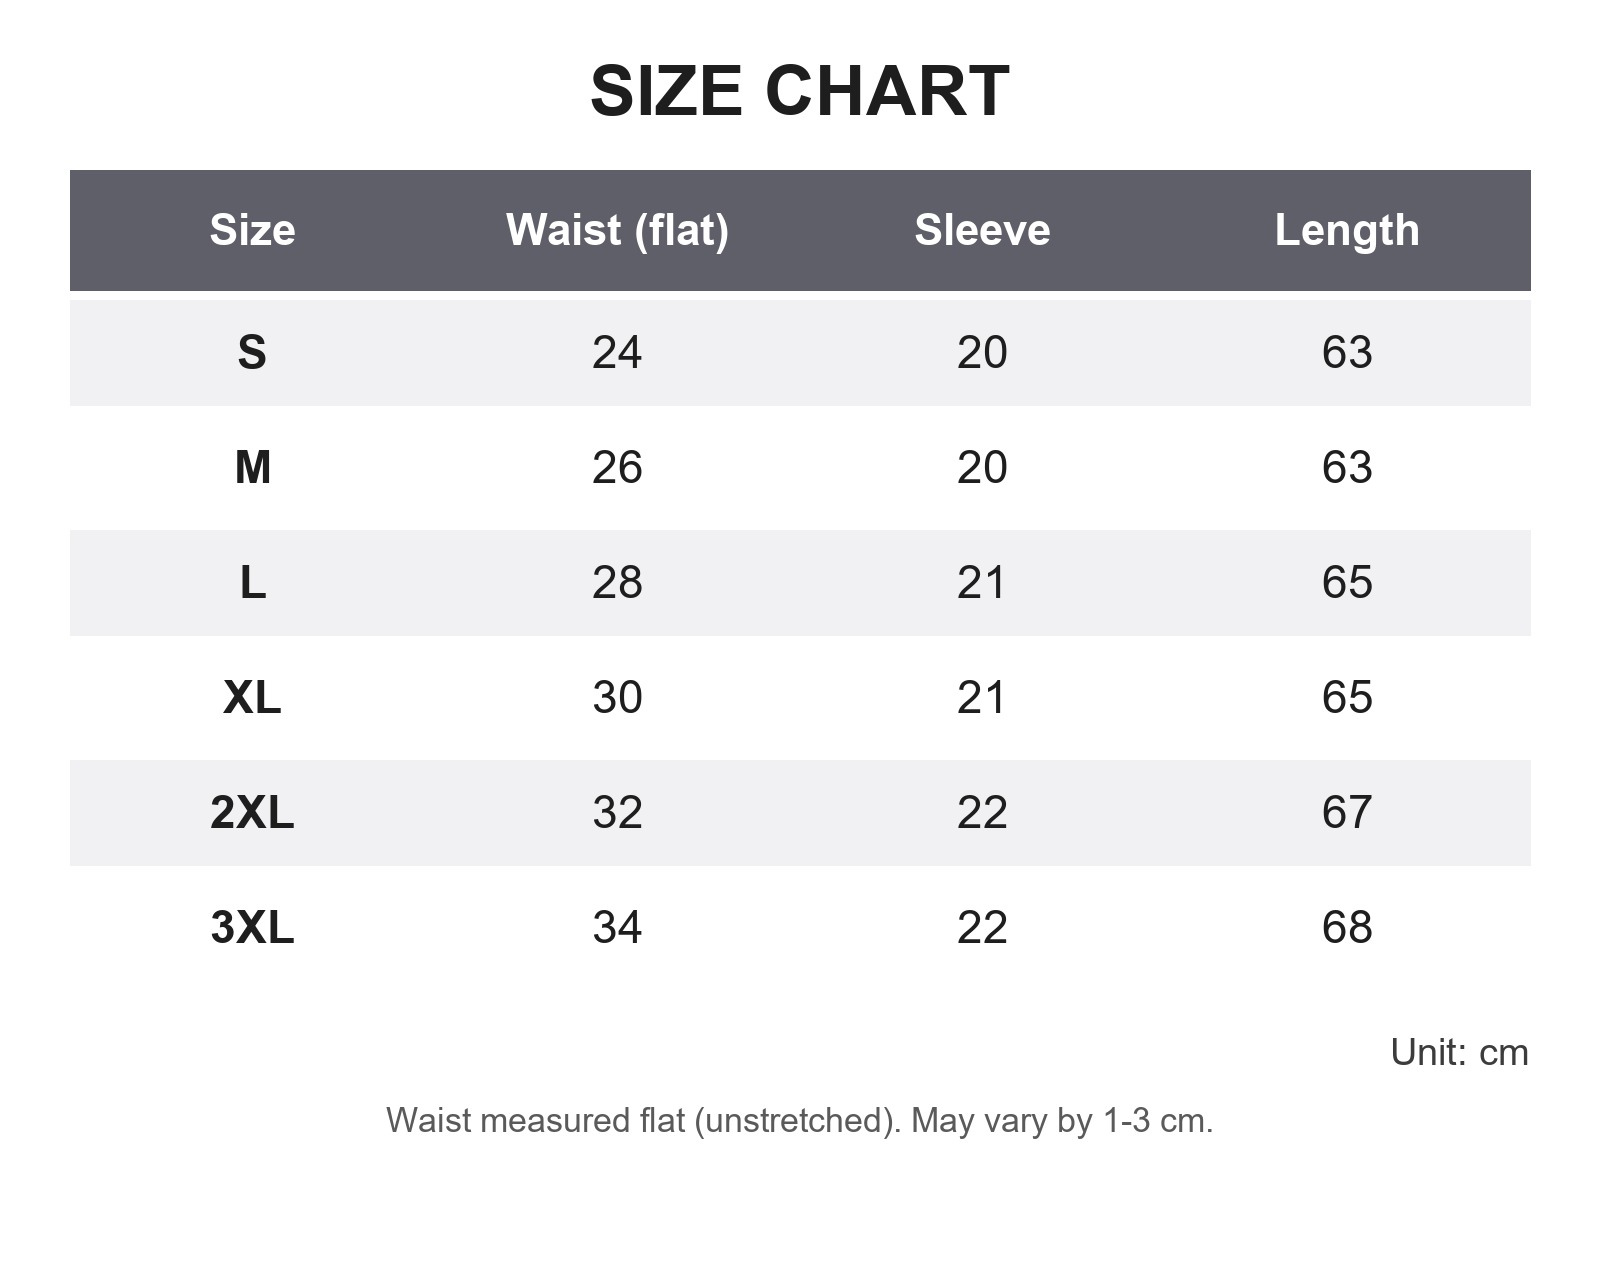 SIZE CHART
Size Waist (flat) Sleeve Length
S 24 20 63
M 26 20 63
L 28 21 65
XL 30 21 65
2XL 32 22 67
3XL 34 22 68
Unit: cm
Waist measured flat (unstretched). May vary by 1-3 cm.